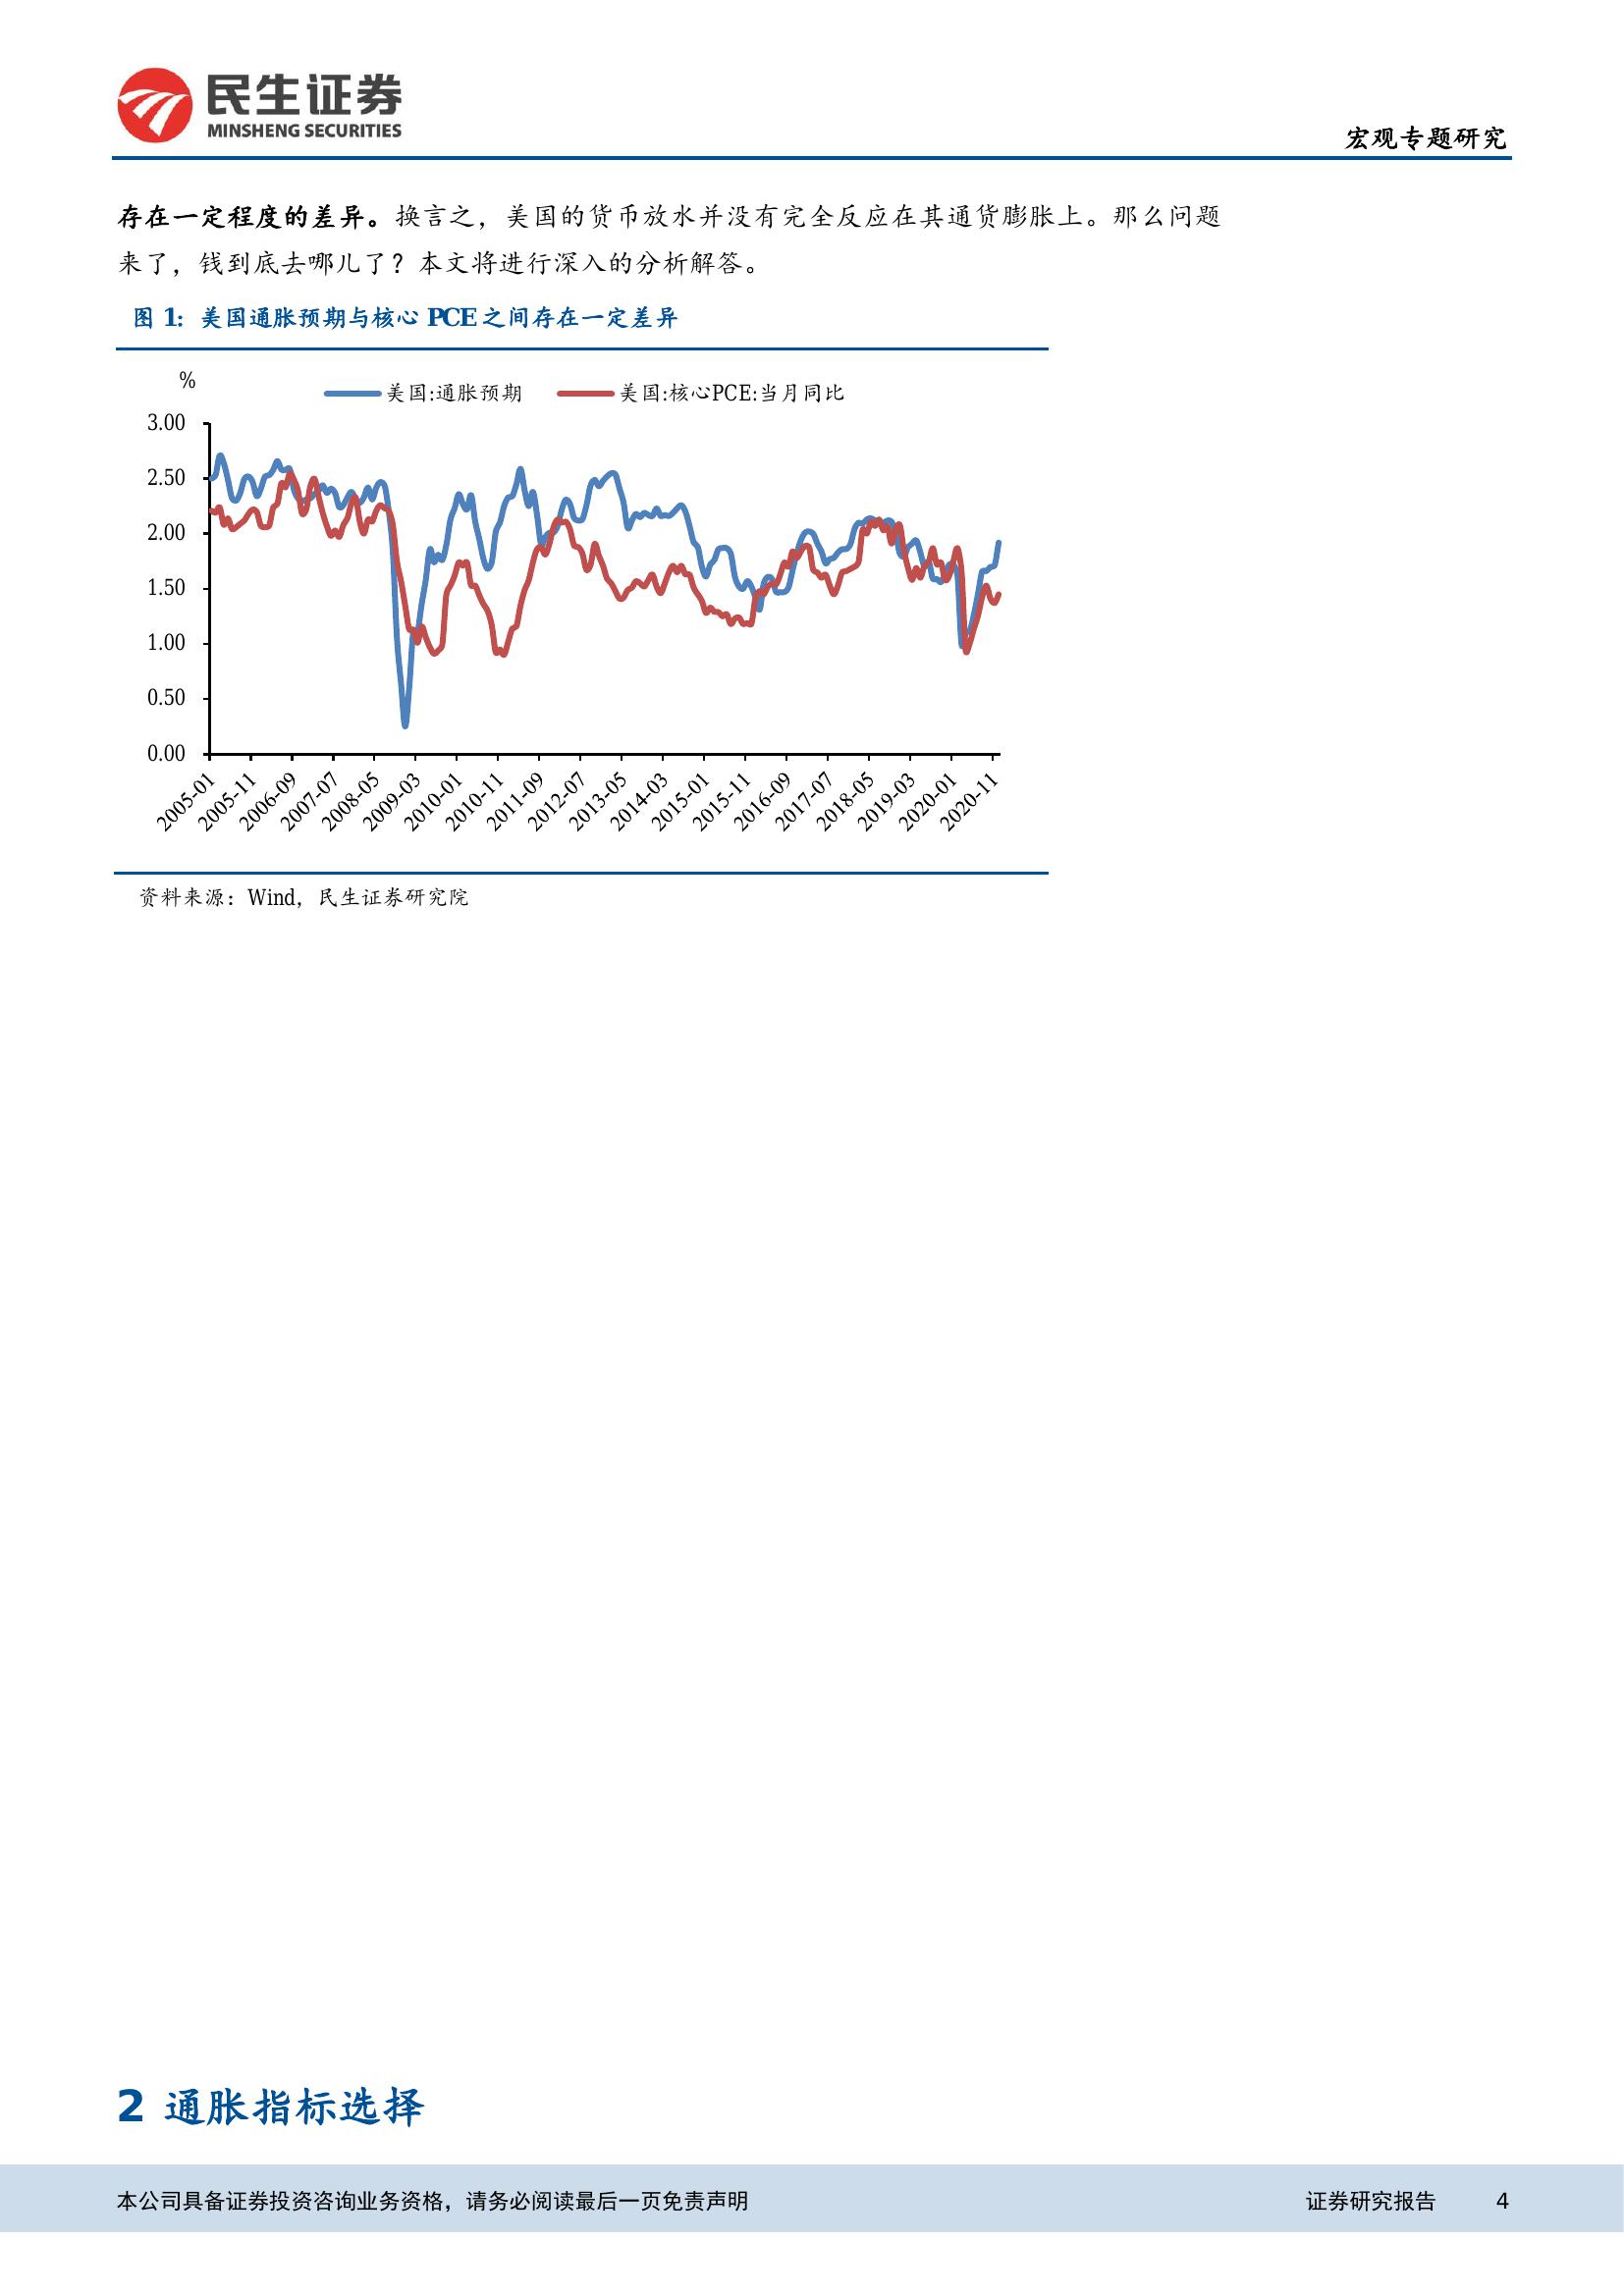 民生证券
MINSHENG SECURITIES
宏观专题研究
存在一定程度的差异。换言之，美国的货币放水并没有完全反应在其通货膨胀上。那么问题
来了，钱到底去哪儿了？本文将进行深入的分析解答。
图 1：美国通胀预期与核心 PCE 之间存在一定差异
%
美国:通胀预期 美国:核心PCE:当月同比
3.00
2.50
2.00
1.50
1.00
0.50
0.00
2005-01 2005-11 2006-09 2007-07 2008-05 2009-03 2010-01 2010-11 2011-09 2012-07 2013-05 2014-03 2015-01 2015-11 2016-09 2017-07 2018-05 2019-03 2020-01 2020-11
资料来源：Wind，民生证券研究院
2 通胀指标选择
本公司具备证券投资咨询业务资格，请务必阅读最后一页免责声明 证券研究报告 4